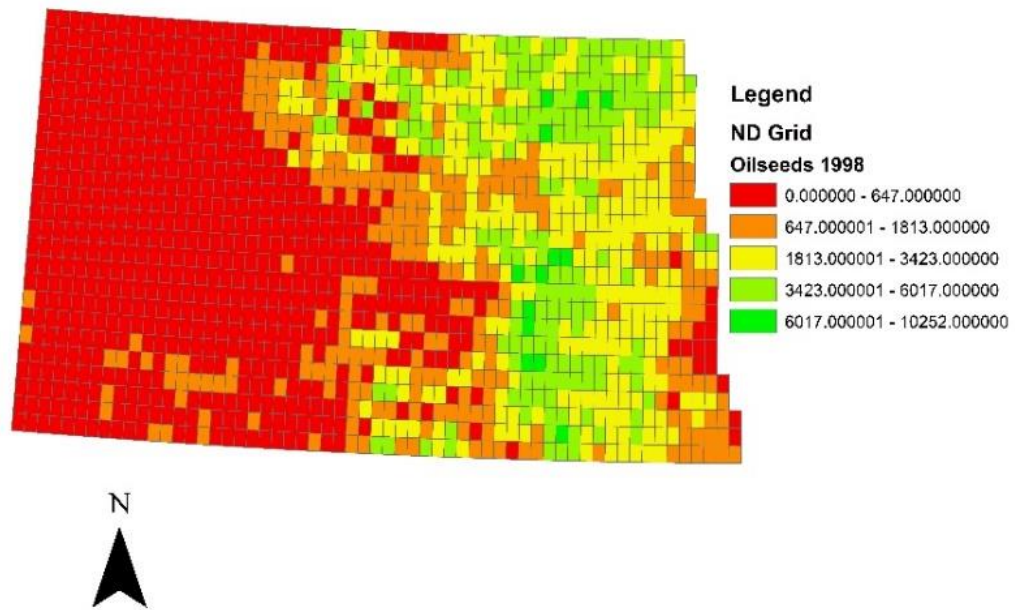 Legend
ND Grid
Oilseeds 1998
0.000000 - 647.000000
647.000001 - 1813.000000
1813.000001 - 3423.000000
3423.000001 - 6017.000000
6017.000001 - 10252.000000
N